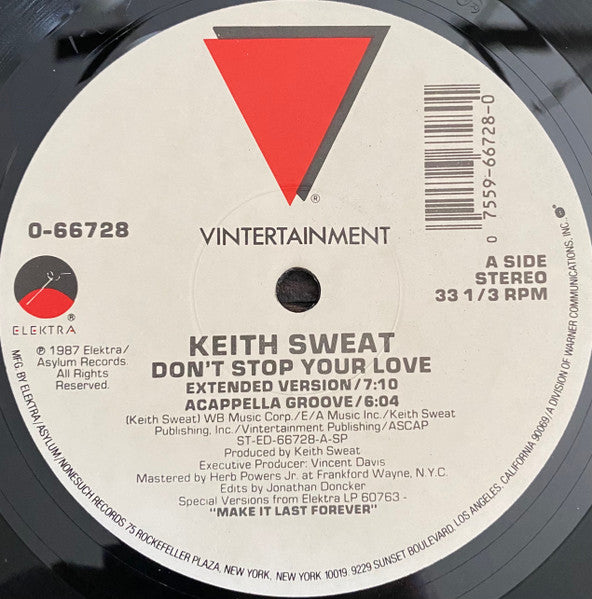 ®
VINTERTAINMENT
0-66728
0 7559-66728-0
A SIDE
STEREO
33 1/3 RPM
®
ELEKTRA
℗ 1987 Elektra/
Asylum Records.
All Rights
Reserved.
KEITH SWEAT
DON'T STOP YOUR LOVE
EXTENDED VERSION/7:10
ACAPPELLA GROOVE/6:04
(Keith Sweat) WB Music Corp./E/A Music Inc./Keith Sweat
Publishing, Inc./Vintertainment Publishing/ASCAP
ST-ED-66728-A-SP
Produced by Keith Sweat
Executive Producer: Vincent Davis
Mastered by Herb Powers Jr. at Frankford Wayne, N.Y.C.
Edits by Jonathan Doncker
Special Versions from Elektra LP 60763 -
"MAKE IT LAST FOREVER"
MFG. BY ELEKTRA/ASYLUM/NONESUCH RECORDS 75 ROCKEFELLER PLAZA, NEW YORK, NEW YORK 10019. 9229 SUNSET BOULEVARD, LOS ANGELES, CALIFORNIA 90069/A DIVISION OF WARNER COMMUNICATIONS, INC.